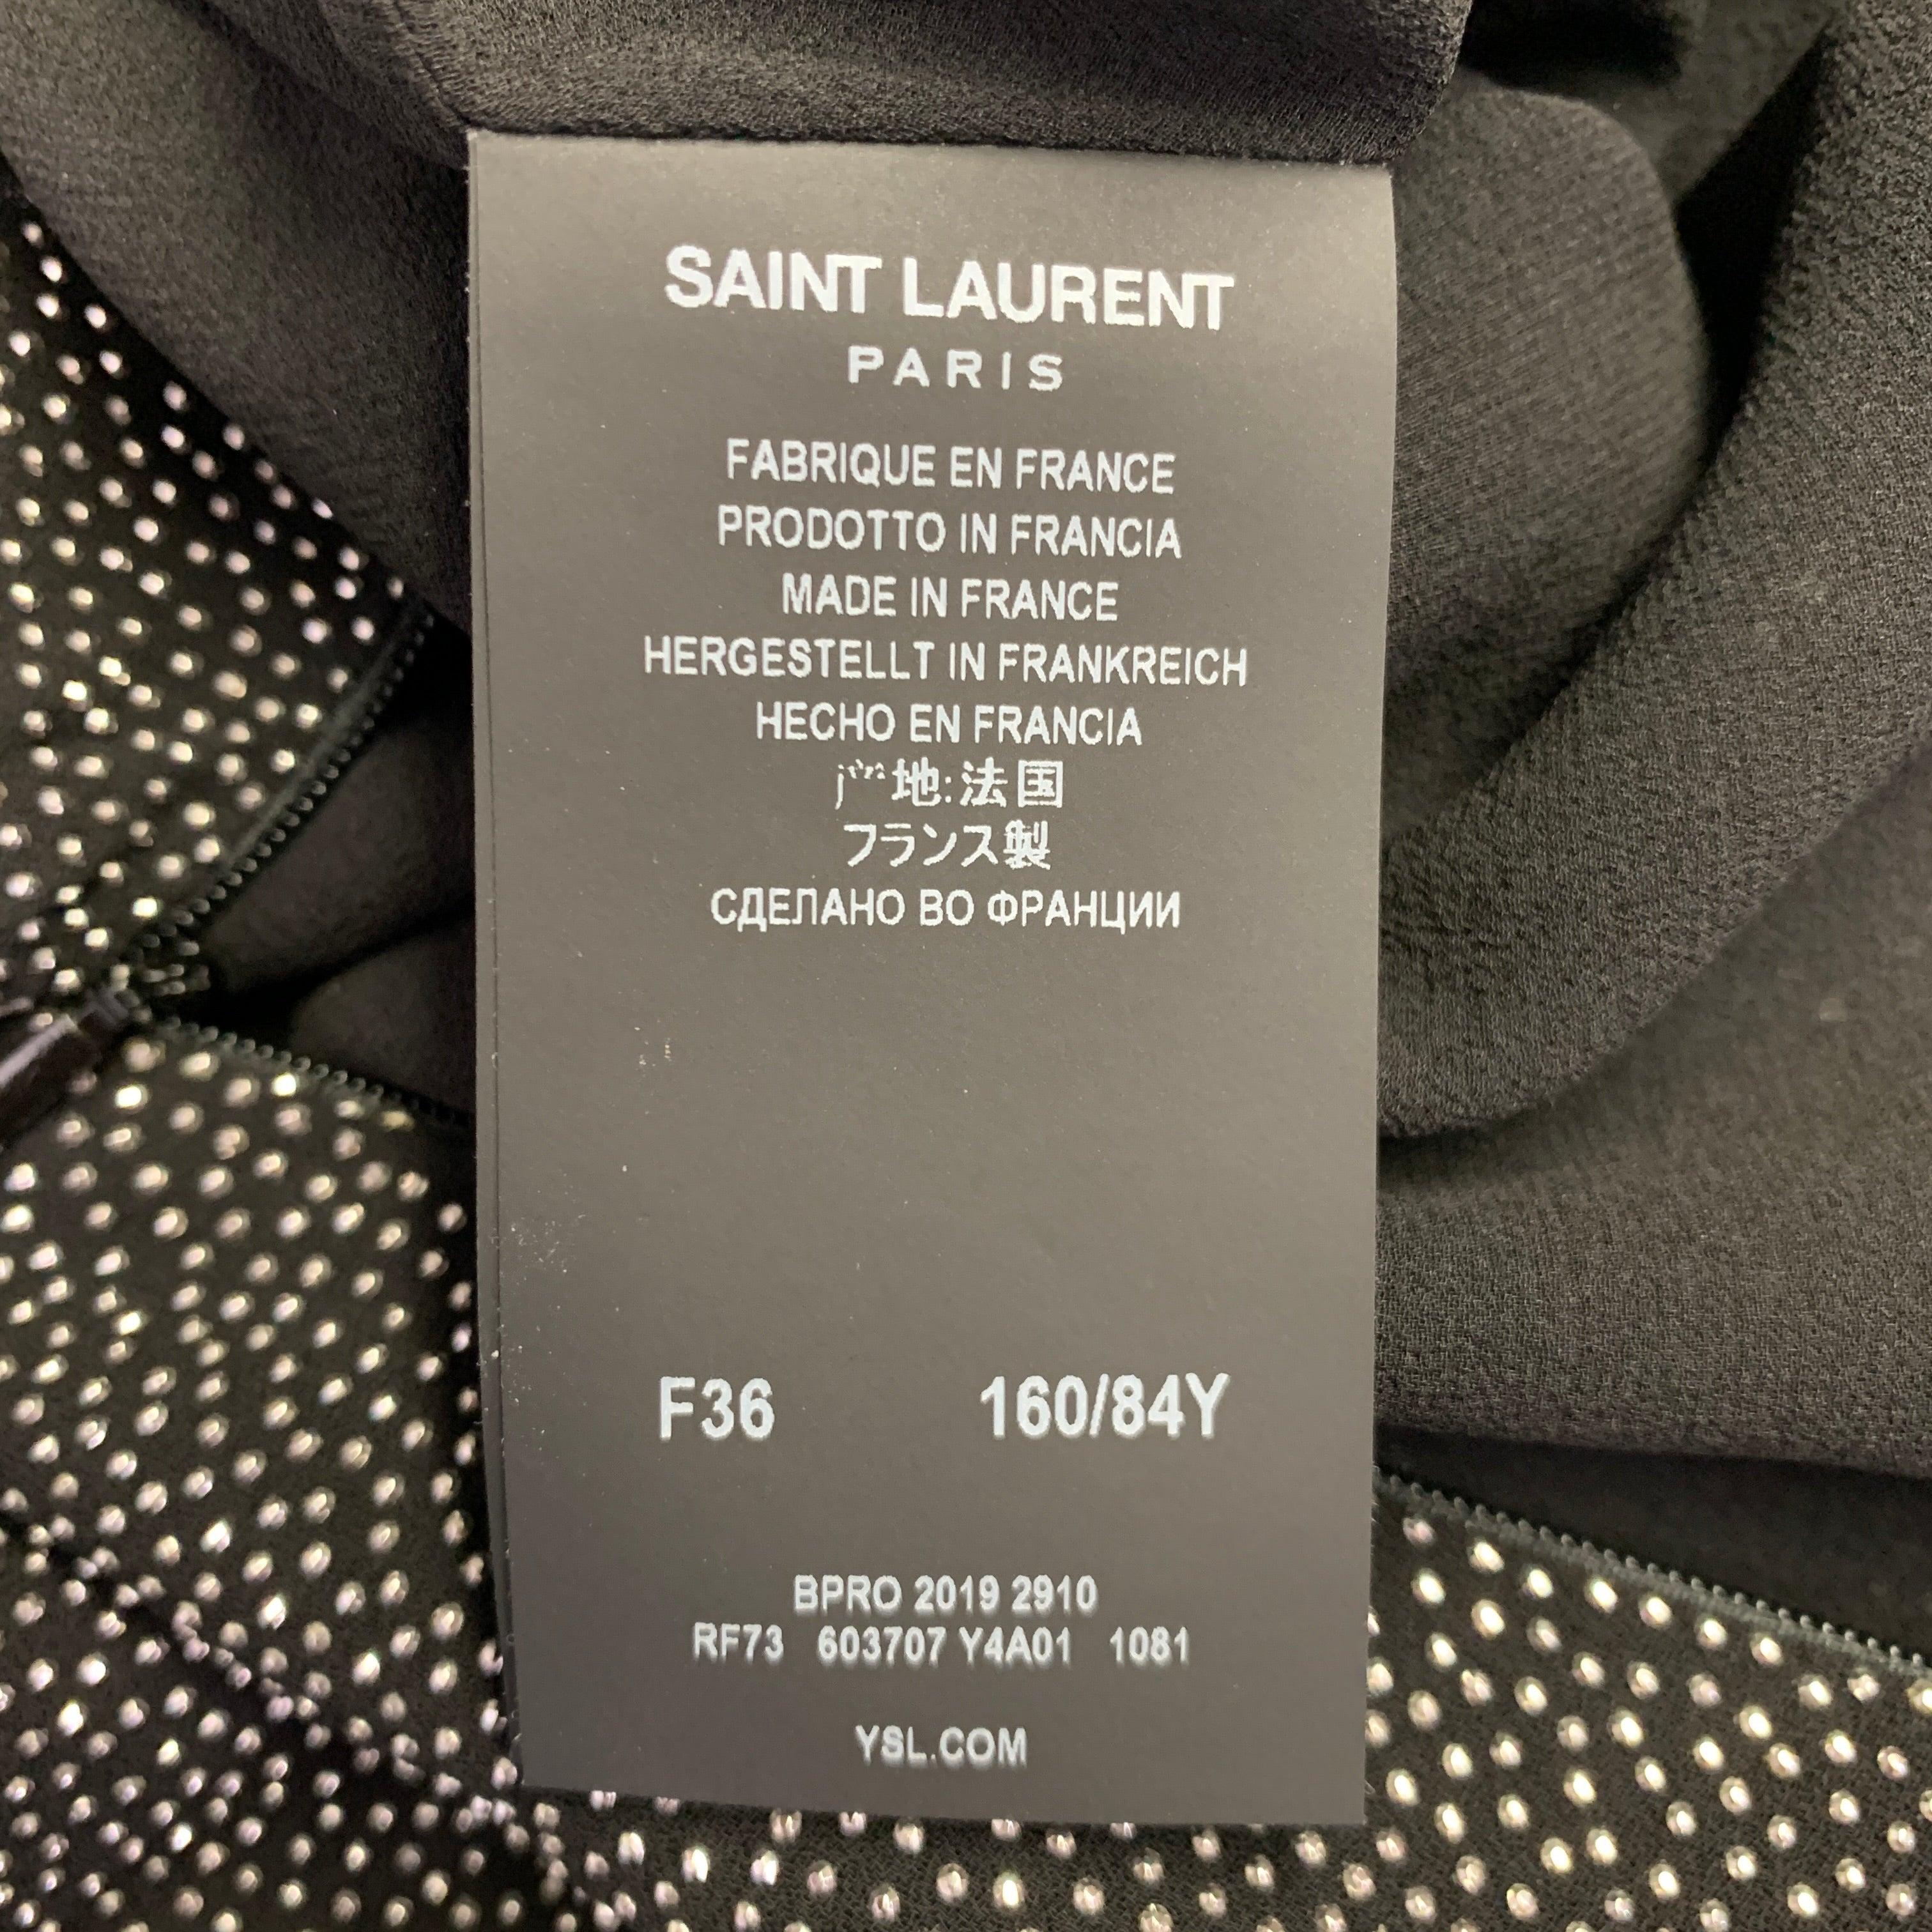 SAINT LAURENT
PARIS
FABRIQUE EN FRANCE
PRODOTTO IN FRANCIA
MADE IN FRANCE
HERGESTELLT IN FRANKREICH
HECHO EN FRANCIA
产地:法国
フランス製
СДЕЛАНО ВО ФРАНЦИИ
F36 160/84Y
BPRO 2019 2910
RF73 603707 Y4A01 1081
YSL.COM